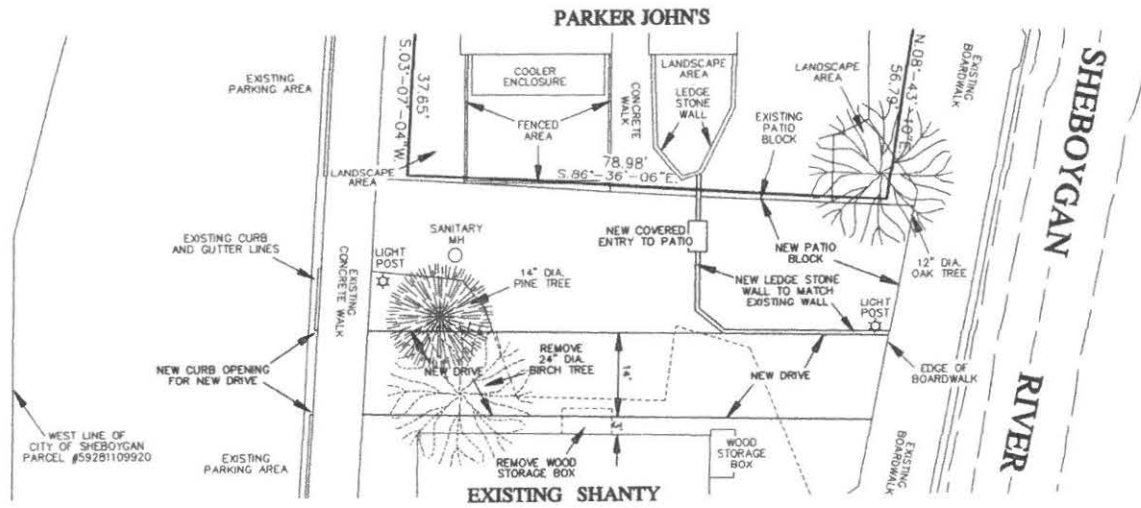 PARKER JOHN'S
EXISTING
PARKING AREA
S.03°-07'-04"W.
37.65'
LANDSCAPE
AREA
COOLER
ENCLOSURE
FENCED
AREA
CONCRETE
WALK
LANDSCAPE
AREA
LEDGE
STONE
WALL
78.98'
S.86°-36'-06"E.
EXISTING
PATIO
BLOCK
LANDSCAPE
AREA
N.08°-43'-10"E.
56.79
EXISTING
BOARDWALK
SHEBOYGAN
RIVER
EXISTING CURB
AND GUTTER LINES
EXISTING
CONCRETE WALK
LIGHT
POST
SANITARY
MH
14" DIA.
PINE TREE
NEW COVERED
ENTRY TO PATIO
NEW PATIO
BLOCK
12" DIA.
OAK TREE
NEW LEDGE STONE
WALL TO MATCH
EXISTING WALL
LIGHT
POST
NEW CURB OPENING
FOR NEW DRIVE
REMOVE
24" DIA.
BIRCH TREE
NEW DRIVE
14'
NEW DRIVE
EDGE OF
BOARDWALK
WEST LINE OF
CITY OF SHEBOYGAN
PARCEL #59281109920
EXISTING
PARKING AREA
REMOVE WOOD
STORAGE BOX
WOOD
STORAGE
BOX
EXISTING
BOARDWALK
EXISTING SHANTY